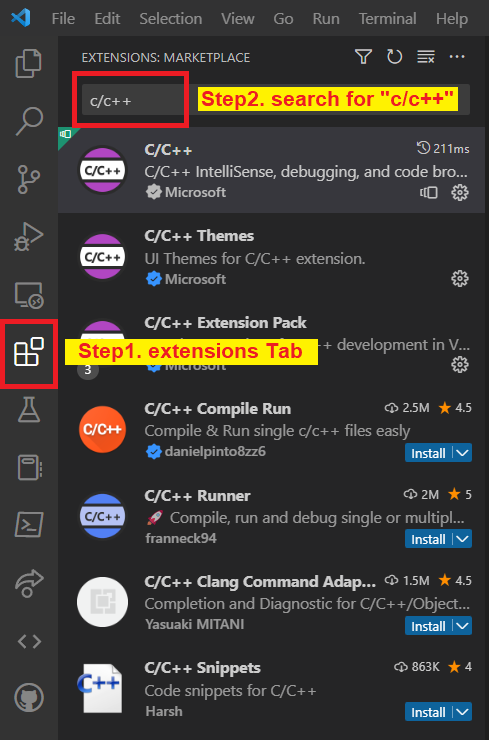 File Edit Selection View Go Run Terminal Help
EXTENSIONS: MARKETPLACE
c/c++
Step2. search for "c/c++"
C/C++ 211ms
C/C++ IntelliSense, debugging, and code bro...
Microsoft
C/C++
C/C++ Themes
UI Themes for C/C++ extension.
Microsoft
C/C++
C/C++ Extension Pack
Step1. extensions Tab
++ development in V...
Microsoft
3
C/C++ Compile Run 2.5M 4.5
Compile & Run single c/c++ files easly
danielpinto8zz6 Install
C/C++
C/C++ Runner 2M 5
🚀 Compile, run and debug single or multipl...
franneck94 Install
C/C++
C/C++ Clang Command Adap... 1.5M 4.5
Completion and Diagnostic for C/C++/Object...
Yasuaki MITANI Install
C/C++ Snippets 863K 4
Code snippets for C/C++
Harsh Install
C++